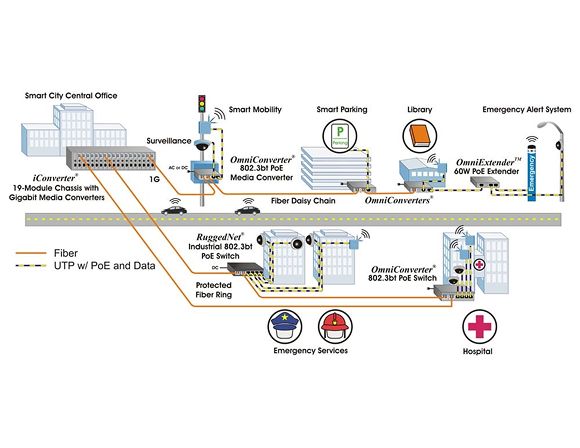 Smart City Central Office
Smart Mobility
Smart Parking
Library
Emergency Alert System
Surveillance
P
Parking
iConverter®
19-Module Chassis with
Gigabit Media Converters
1G
AC or DC
OmniConverter®
802.3bt PoE
Media Converter
Fiber Daisy Chain
OmniConverters®
OmniExtender™
60W PoE Extender
Emergency
Fiber
UTP w/ PoE and Data
RuggedNet®
Industrial 802.3bt
PoE Switch
DC
Protected
Fiber Ring
OmniConverter®
802.3bt PoE Switch
Emergency Services
Hospital